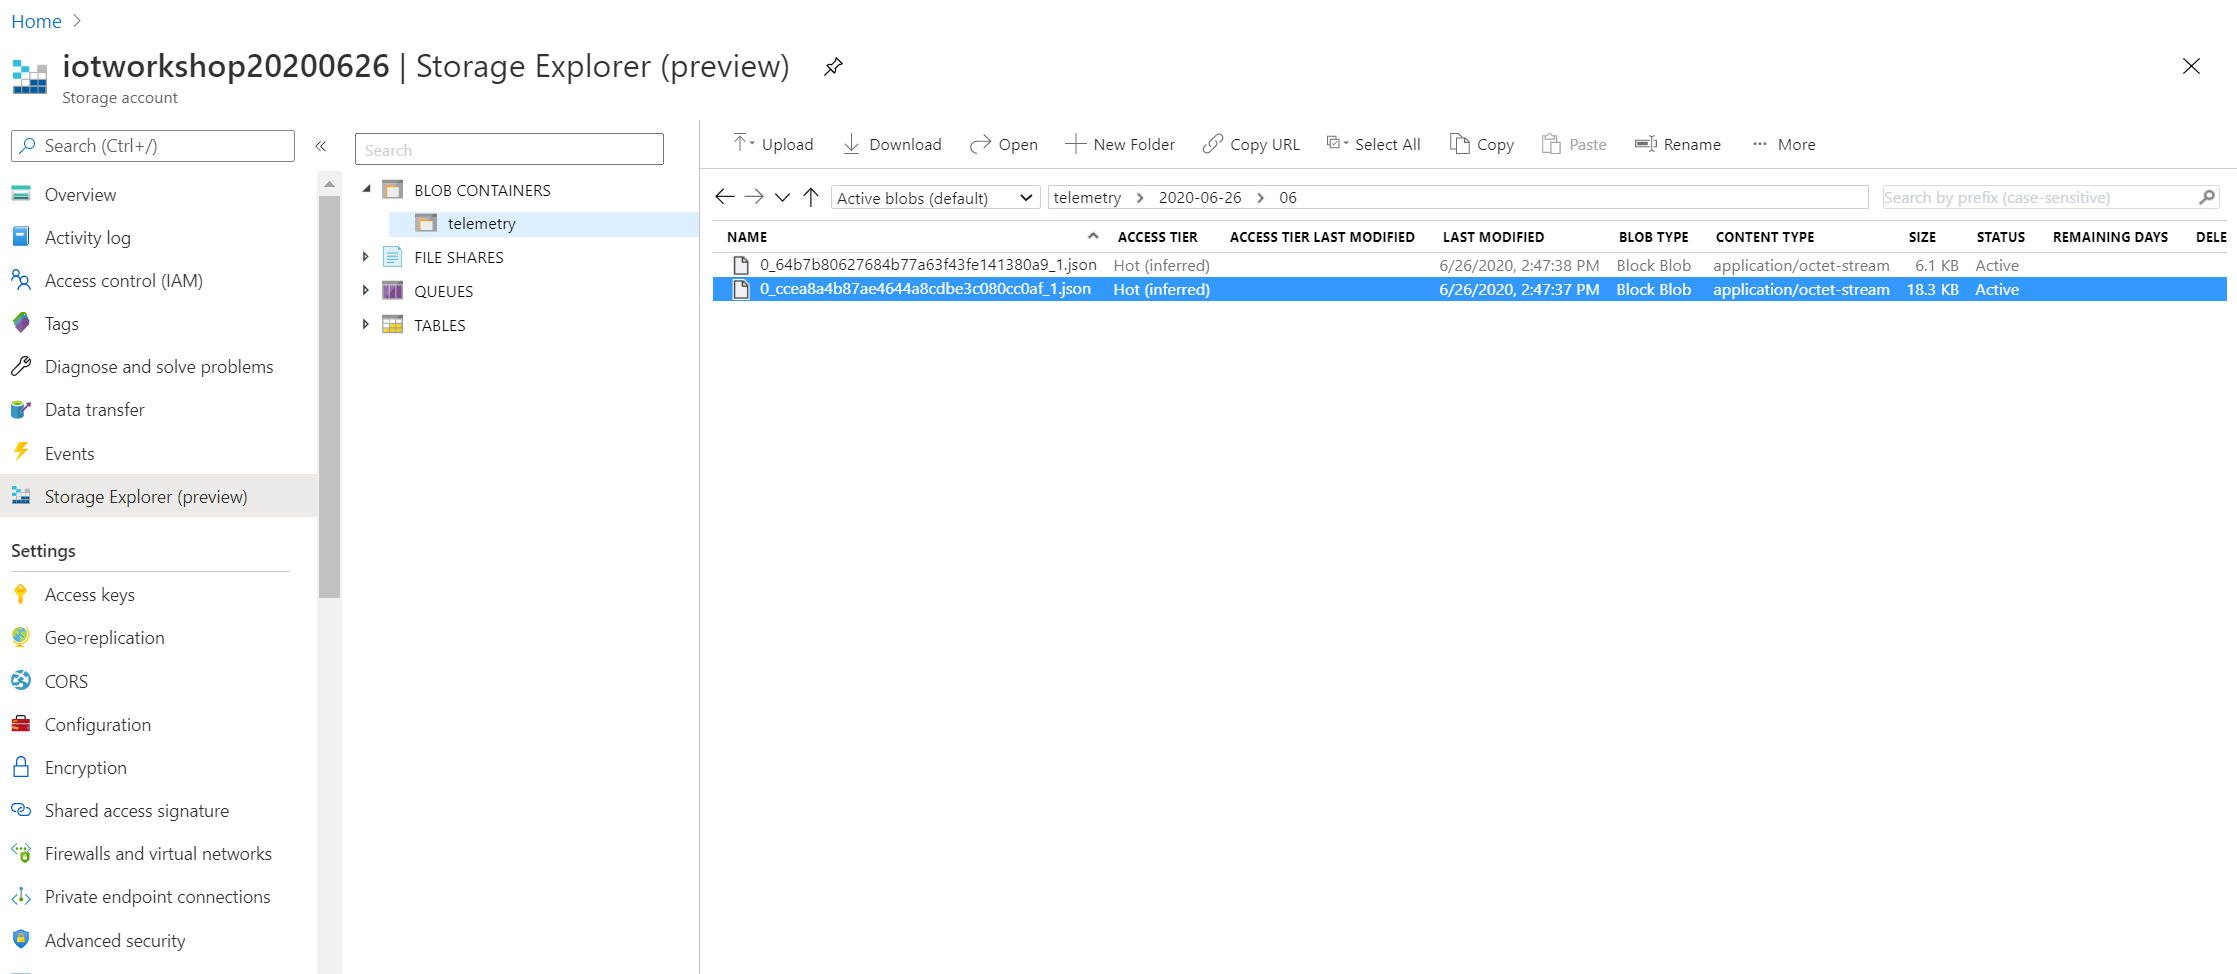 Home
iotworkshop20200626 | Storage Explorer (preview)
Storage account
Search (Ctrl+/)
«
Overview
Activity log
Access control (IAM)
Tags
Diagnose and solve problems
Data transfer
Events
Storage Explorer (preview)
Settings
Access keys
Geo-replication
CORS
Configuration
Encryption
Shared access signature
Firewalls and virtual networks
Private endpoint connections
Advanced security
Search
BLOB CONTAINERS
telemetry
FILE SHARES
QUEUES
TABLES
Upload Download Open New Folder Copy URL Select All Copy Paste Rename ··· More
Active blobs (default) telemetry > 2020-06-26 > 06 Search by prefix (case-sensitive)
NAME ACCESS TIER ACCESS TIER LAST MODIFIED LAST MODIFIED BLOB TYPE CONTENT TYPE SIZE STATUS REMAINING DAYS DELE
0_64b7b80627684b77a63f43fe141380a9_1.json Hot (inferred) 6/26/2020, 2:47:38 PM Block Blob application/octet-stream 6.1 KB Active
0_ccea8a4b87ae4644a8cdbe3c080cc0af_1.json Hot (inferred) 6/26/2020, 2:47:37 PM Block Blob application/octet-stream 18.3 KB Active